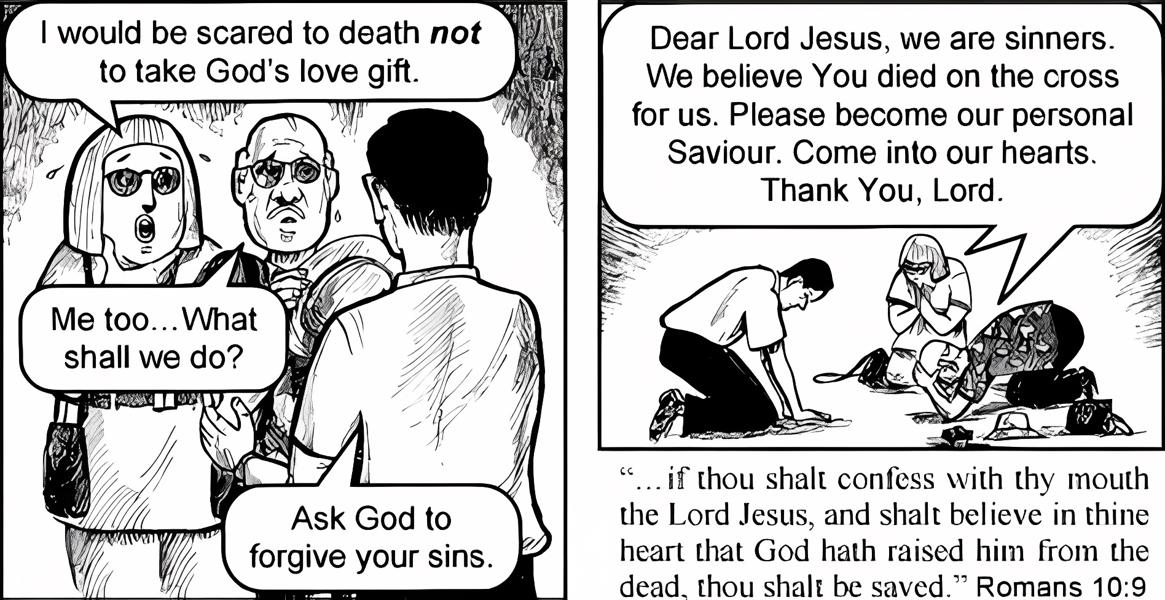 I would be scared to death not
to take God's love gift.
Me too...What
shall we do?
Ask God to
forgive your sins.
Dear Lord Jesus, we are sinners.
We believe You died on the cross
for us. Please become our personal
Saviour. Come into our hearts.
Thank You, Lord.
“...if thou shalt confess with thy mouth
the Lord Jesus, and shalt believe in thine
heart that God hath raised him from the
dead, thou shalt be saved.” Romans 10:9